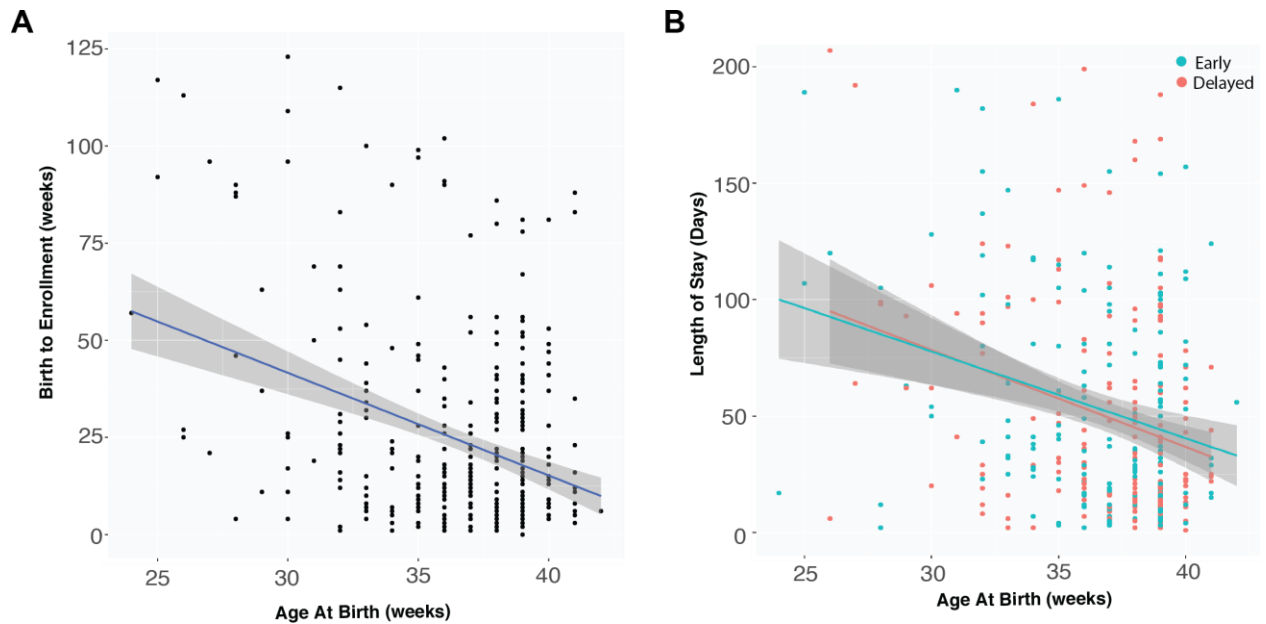 A
Birth to Enrollment (weeks)
125
100
75
50
25
0
25
30
35
40
Age At Birth (weeks)
B
Length of Stay (Days)
200
150
100
50
0
25
30
35
40
Age At Birth (weeks)
Early
Delayed